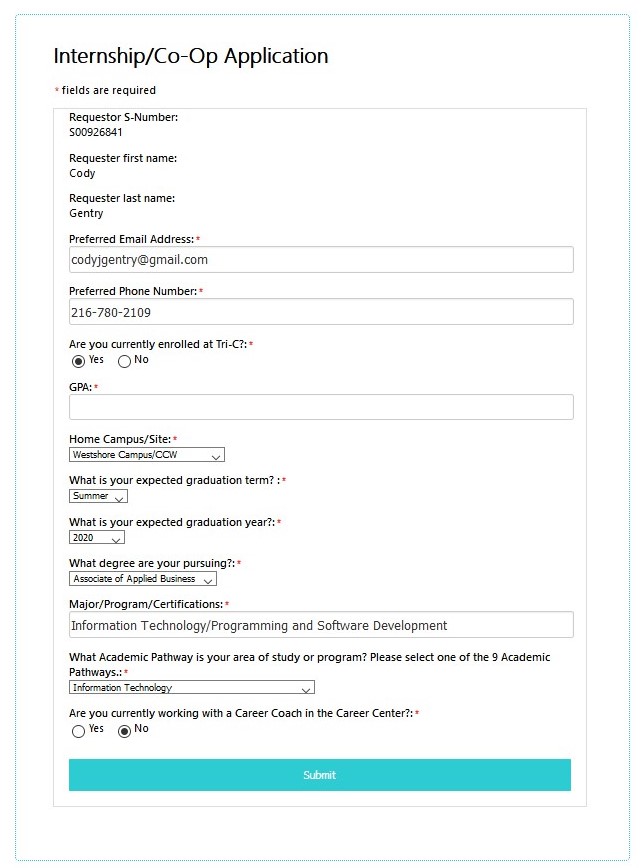 Internship/Co-Op Application
* fields are required
Requestor S-Number:
S00926841
Requester first name:
Cody
Requester last name:
Gentry
Preferred Email Address:*
codyjgentry@gmail.com
Preferred Phone Number:*
216-780-2109
Are you currently enrolled at Tri-C?:*
Yes No
GPA:*
Home Campus/Site:*
Westshore Campus/CCW
What is your expected graduation term? :*
Summer
What is your expected graduation year?:*
2020
What degree are your pursuing?:*
Associate of Applied Business
Major/Program/Certifications:*
Information Technology/Programming and Software Development
What Academic Pathway is your area of study or program? Please select one of the 9 Academic
Pathways.:*
Information Technology
Are you currently working with a Career Coach in the Career Center?:*
Yes No
Submit